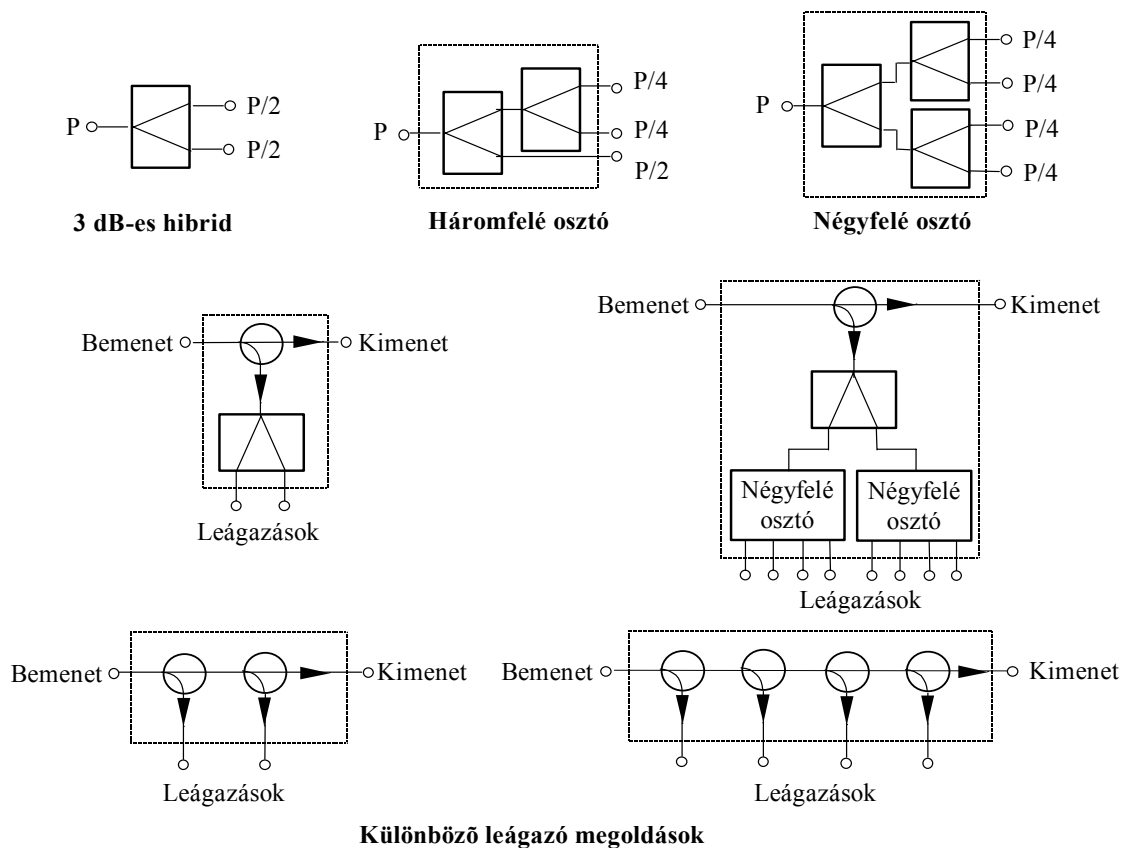 P
P/2
P/2
3 dB-es hibrid
P
P/4
P/4
P/2
Háromfelé osztó
P
P/4
P/4
P/4
P/4
Négyfelé osztó
Bemenet
Kimenet
Leágazások
Bemenet
Kimenet
Négyfelé
osztó
Négyfelé
osztó
Leágazások
Bemenet
Kimenet
Leágazások
Bemenet
Kimenet
Leágazások
Különbözõ leágazó megoldások